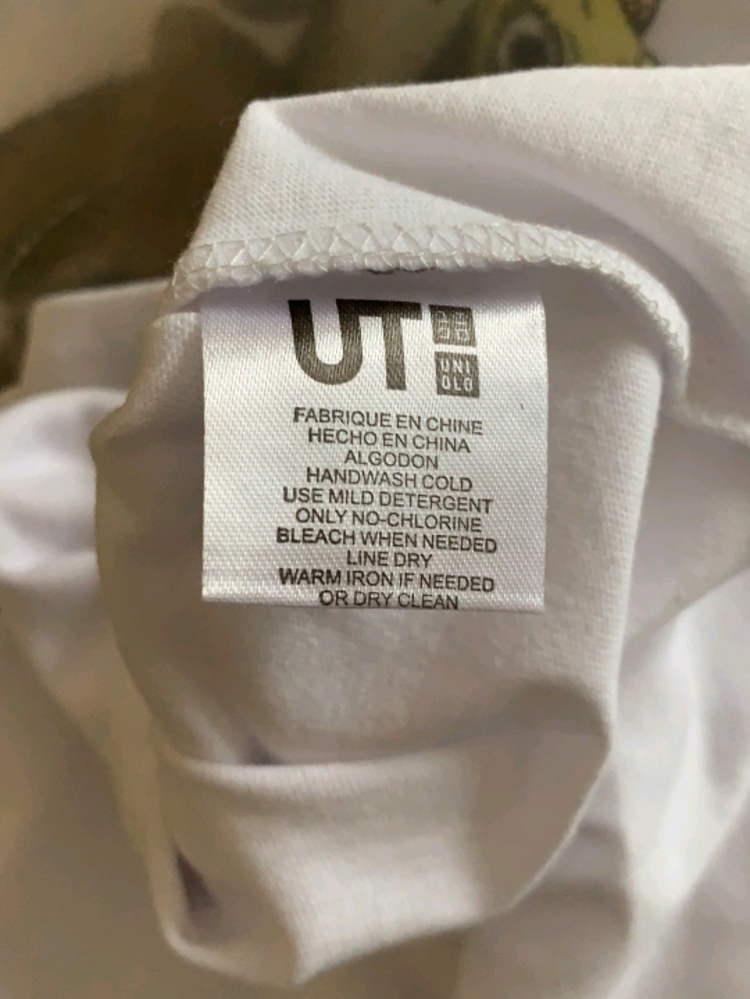 UT
UNI
QLO
FABRIQUE EN CHINE
HECHO EN CHINA
ALGODON
HANDWASH COLD
USE MILD DETERGENT
ONLY NO-CHLORINE
BLEACH WHEN NEEDED
LINE DRY
WARM IRON IF NEEDED
OR DRY CLEAN